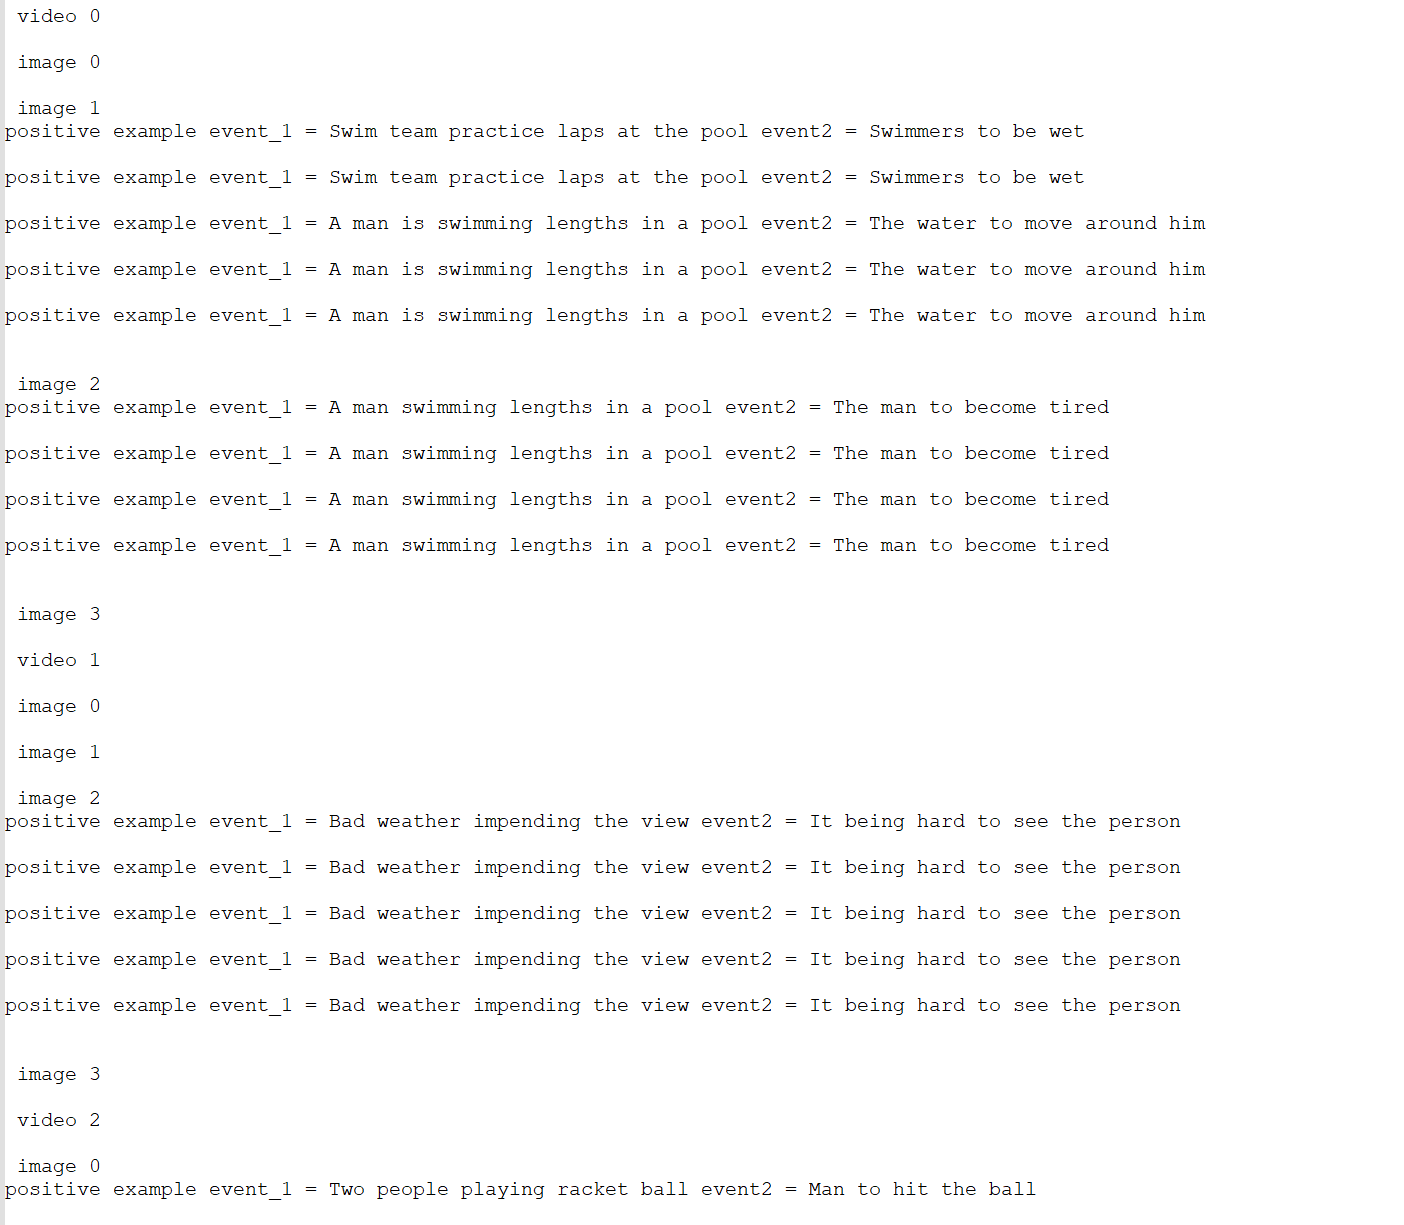 video 0
image 0
image 1
positive example event_1 = Swim team practice laps at the pool event2 = Swimmers to be wet
positive example event_1 = Swim team practice laps at the pool event2 = Swimmers to be wet
positive example event_1 = A man is swimming lengths in a pool event2 = The water to move around him
positive example event_1 = A man is swimming lengths in a pool event2 = The water to move around him
positive example event_1 = A man is swimming lengths in a pool event2 = The water to move around him
image 2
positive example event_1 = A man swimming lengths in a pool event2 = The man to become tired
positive example event_1 = A man swimming lengths in a pool event2 = The man to become tired
positive example event_1 = A man swimming lengths in a pool event2 = The man to become tired
positive example event_1 = A man swimming lengths in a pool event2 = The man to become tired
image 3
video 1
image 0
image 1
image 2
positive example event_1 = Bad weather impending the view event2 = It being hard to see the person
positive example event_1 = Bad weather impending the view event2 = It being hard to see the person
positive example event_1 = Bad weather impending the view event2 = It being hard to see the person
positive example event_1 = Bad weather impending the view event2 = It being hard to see the person
positive example event_1 = Bad weather impending the view event2 = It being hard to see the person
image 3
video 2
image 0
positive example event_1 = Two people playing racket ball event2 = Man to hit the ball